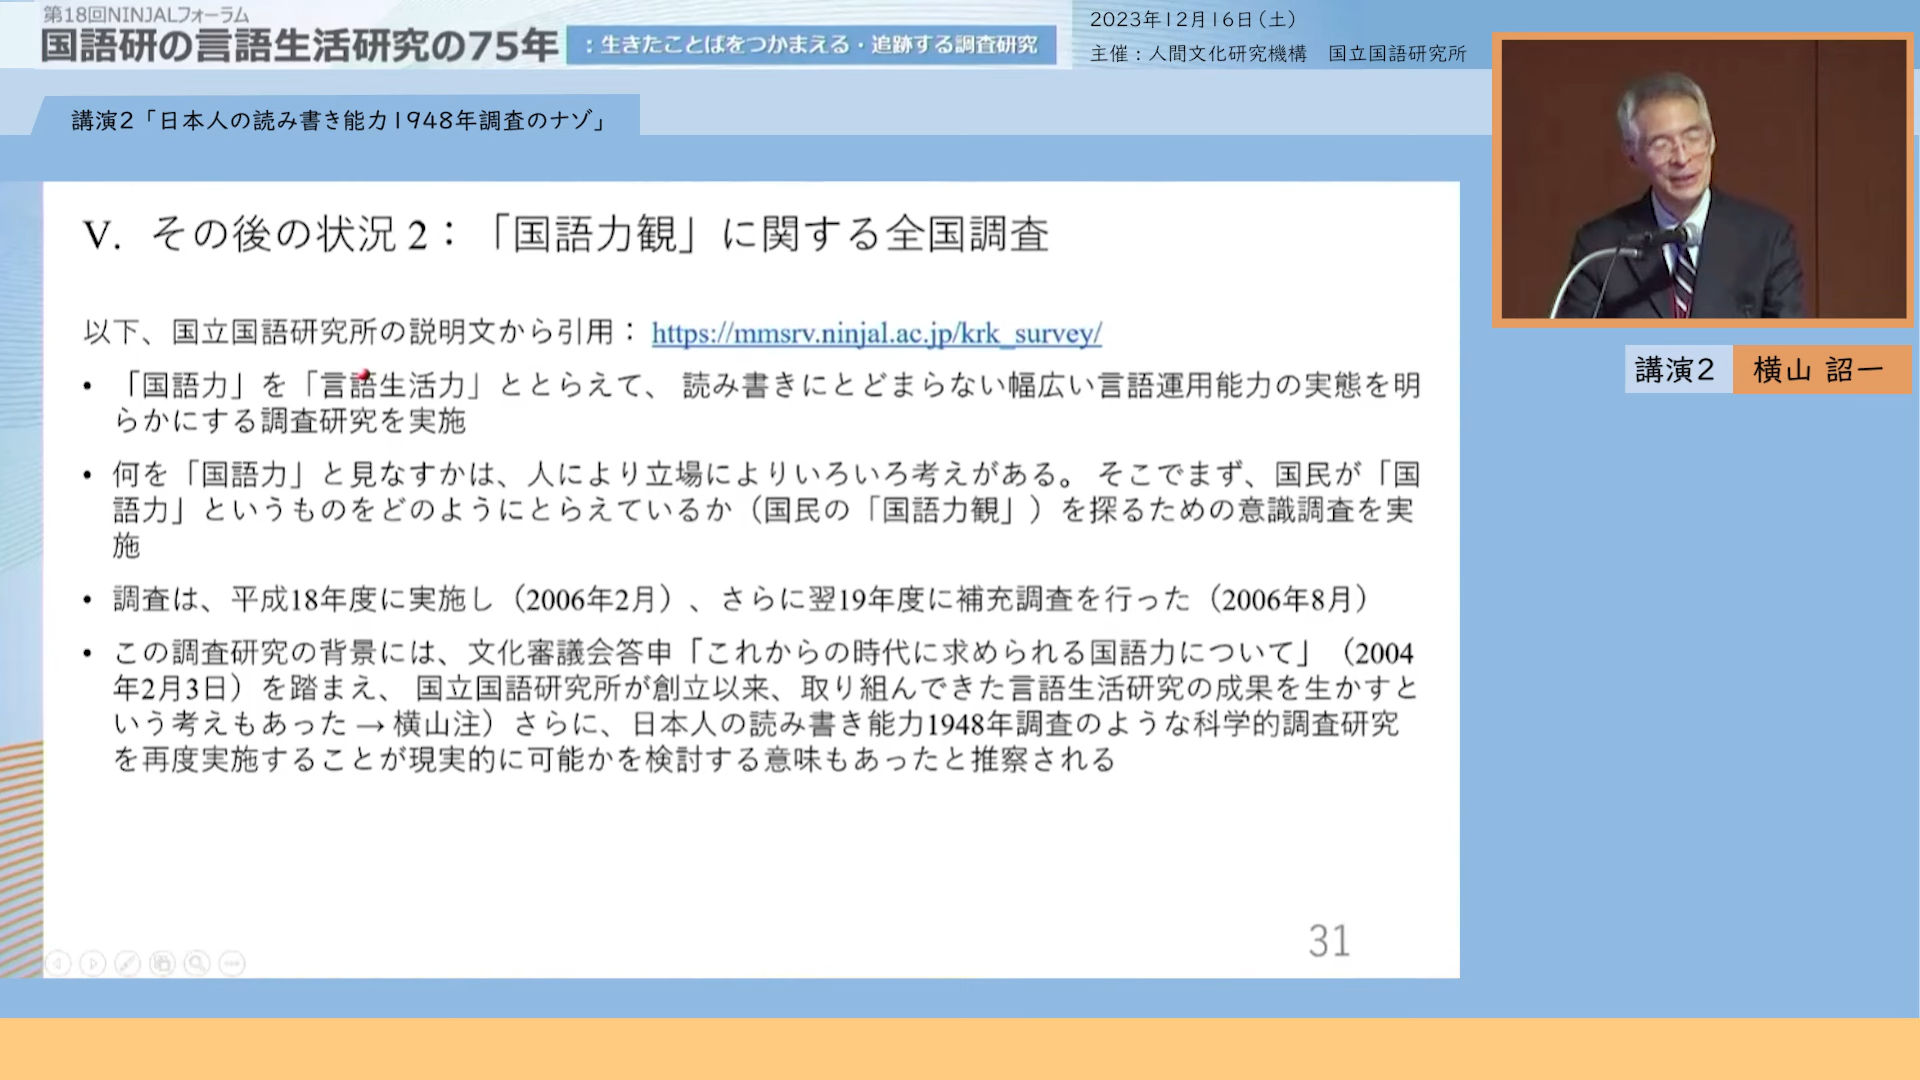 第18回NINJALフォーラム
国語研の言語生活研究の75年
：生きたことばをつかまえる・追跡する調査研究
2023年12月16日（土）
主催：人間文化研究機構　国立国語研究所
講演2「日本人の読み書き能力1948年調査のナゾ」
V. その後の状況2：「国語力観」に関する全国調査
以下、国立国語研究所の説明文から引用： https://mmsrv.ninjal.ac.jp/krk_survey/
• 「国語力」を「言語生活力」ととらえて、 読み書きにとどまらない幅広い言語運用能力の実態を明
らかにする調査研究を実施
• 何を「国語力」と見なすかは、人により立場によりいろいろ考えがある。 そこでまず、国民が「国
語力」というものをどのようにとらえているか（国民の「国語力観」）を探るための意識調査を実
施
• 調査は、平成18年度に実施し（2006年2月）、さらに翌19年度に補充調査を行った（2006年8月）
• この調査研究の背景には、文化審議会答申「これからの時代に求められる国語力について」（2004
年2月3日）を踏まえ、 国立国語研究所が創立以来、取り組んできた言語生活研究の成果を生かすと
いう考えもあった → 横山注）さらに、日本人の読み書き能力1948年調査のような科学的調査研究
を再度実施することが現実的に可能かを検討する意味もあったと推察される
31
講演2 横山 詔一